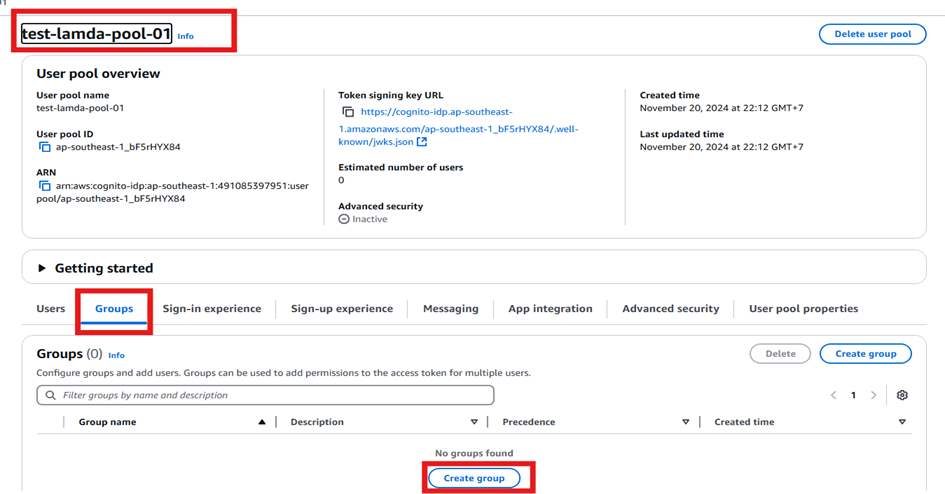 test-lamda-pool-01 Info
Delete user pool
User pool overview
User pool name
test-lamda-pool-01
User pool ID
ap-southeast-1_bF5rHYX84
ARN
arn:aws:cognito-idp:ap-southeast-1:491085397951:user
pool/ap-southeast-1_bF5rHYX84
Token signing key URL
https://cognito-idp.ap-southeast-
1.amazonaws.com/ap-southeast-1_bF5rHYX84/.well-
known/jwks.json
Estimated number of users
0
Advanced security
Inactive
Created time
November 20, 2024 at 22:12 GMT+7
Last updated time
November 20, 2024 at 22:12 GMT+7
Getting started
Users Groups Sign-in experience Sign-up experience Messaging App integration Advanced security User pool properties
Groups (0) Info
Delete Create group
Configure groups and add users. Groups can be used to add permissions to the access token for multiple users.
Filter groups by name and description
1
Group name Description Precedence Created time
No groups found
Create group